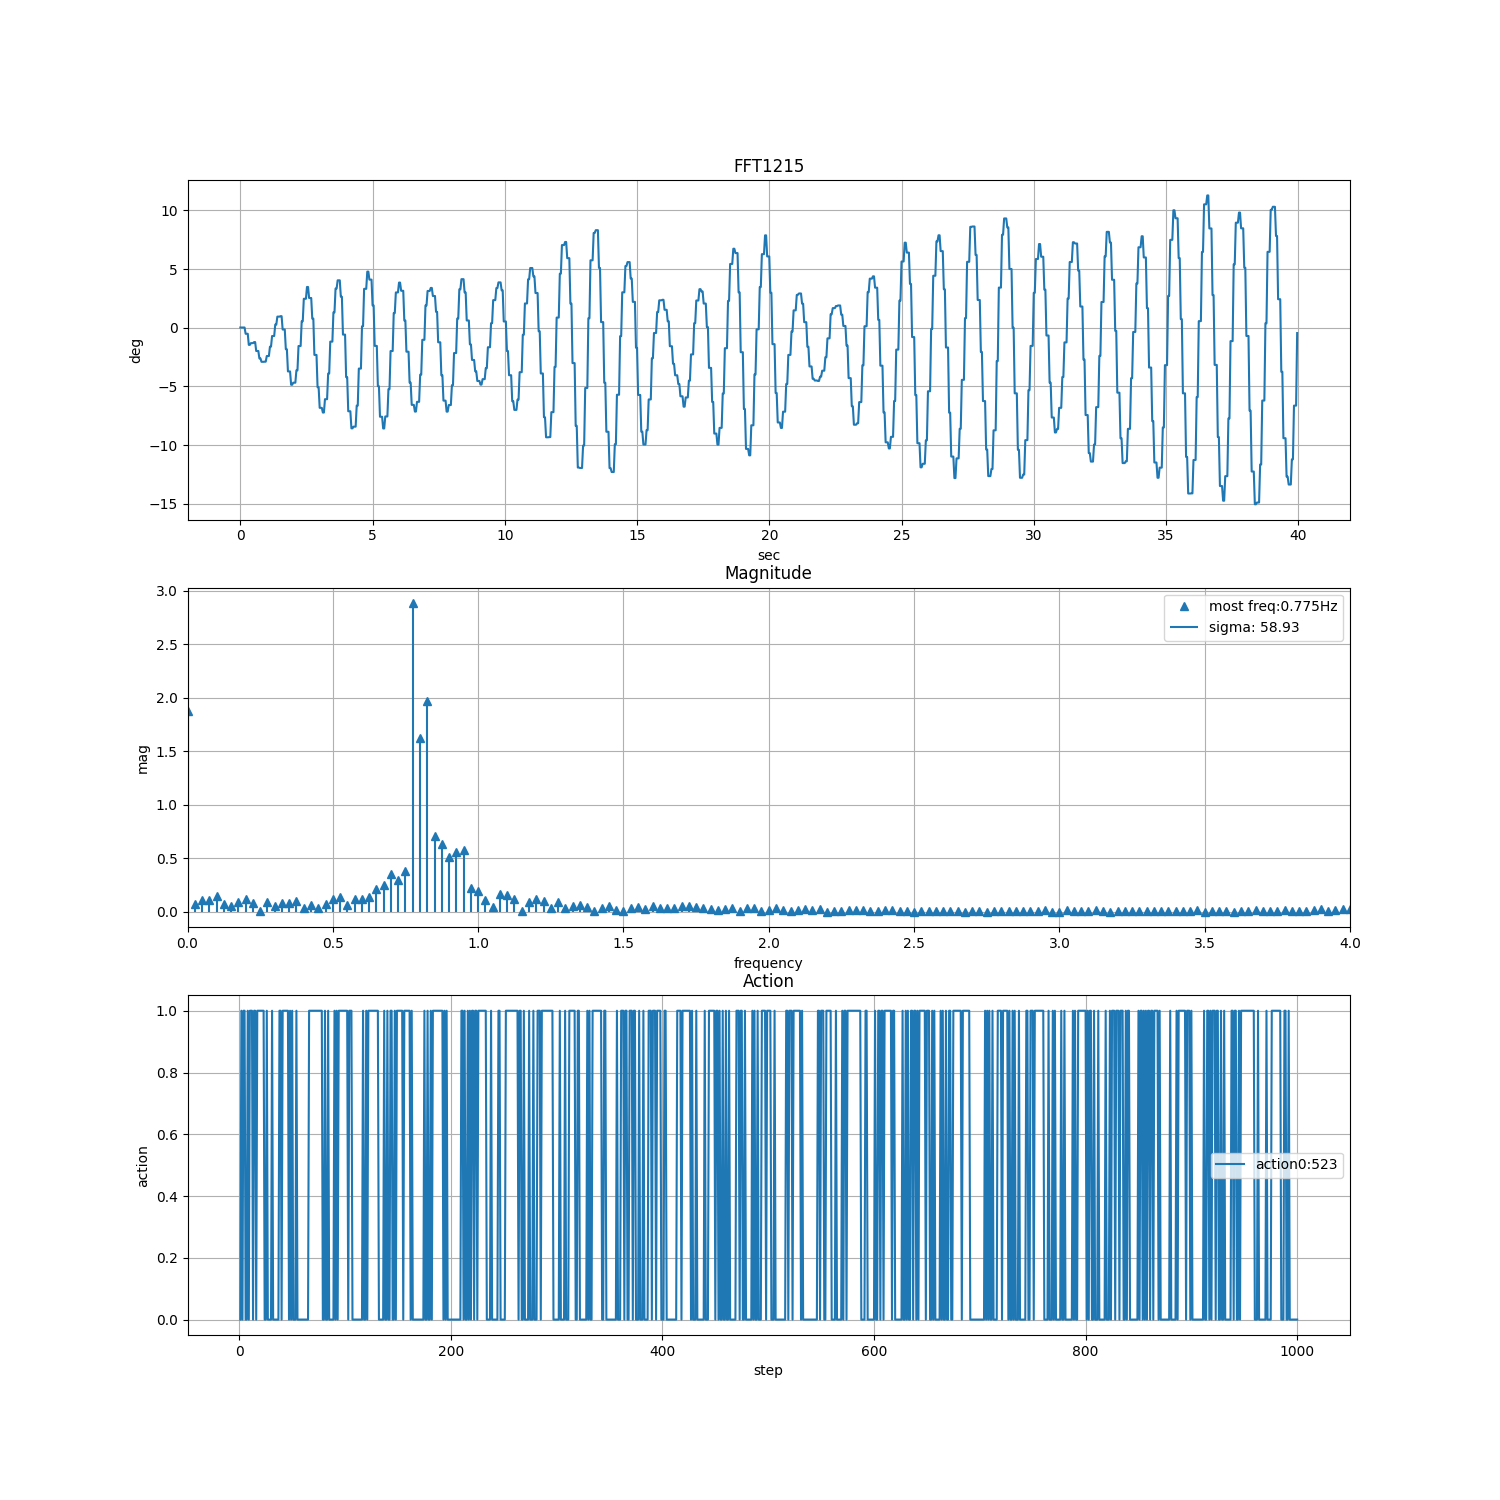 FFT1215
10
5
0
−5
−10
−15
deg
0 5 10 15 20 25 30 35 40
sec
Magnitude
3.0
2.5
2.0
1.5
1.0
0.5
0.0
mag
most freq:0.775Hz
sigma: 58.93
0.0 0.5 1.0 1.5 2.0 2.5 3.0 3.5 4.0
frequency
Action
1.0
0.8
0.6
0.4
0.2
0.0
action
action0:523
0 200 400 600 800 1000
step